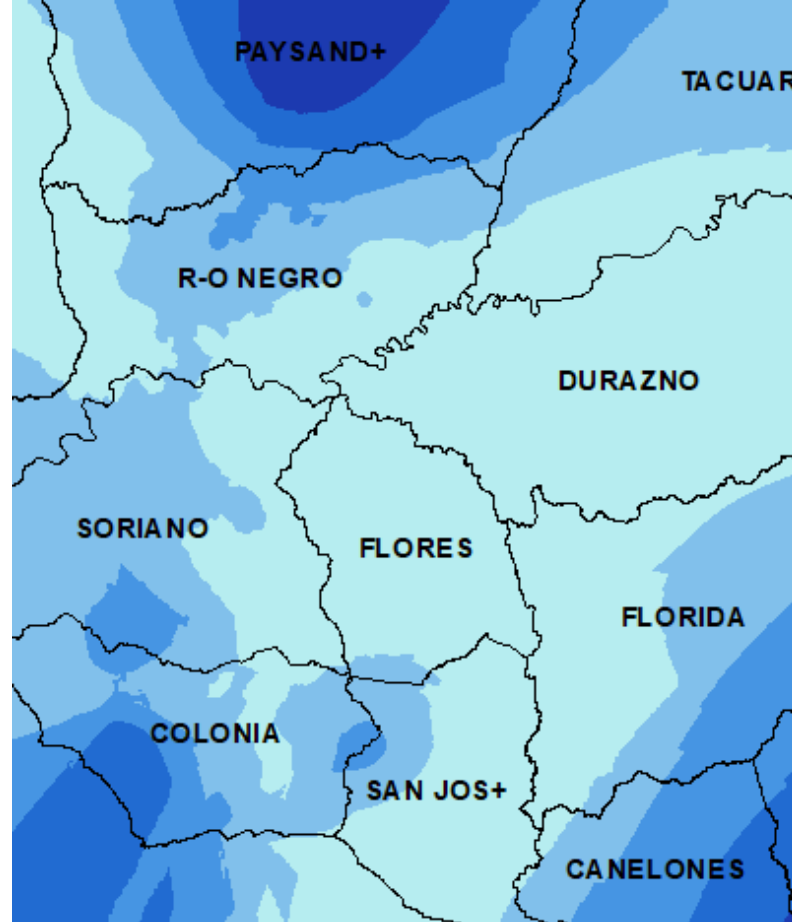 PAYSAND+
TACUAR
R-O NEGRO
DURAZNO
SORIANO
FLORES
FLORIDA
COLONIA
SAN JOS+
CANELONES